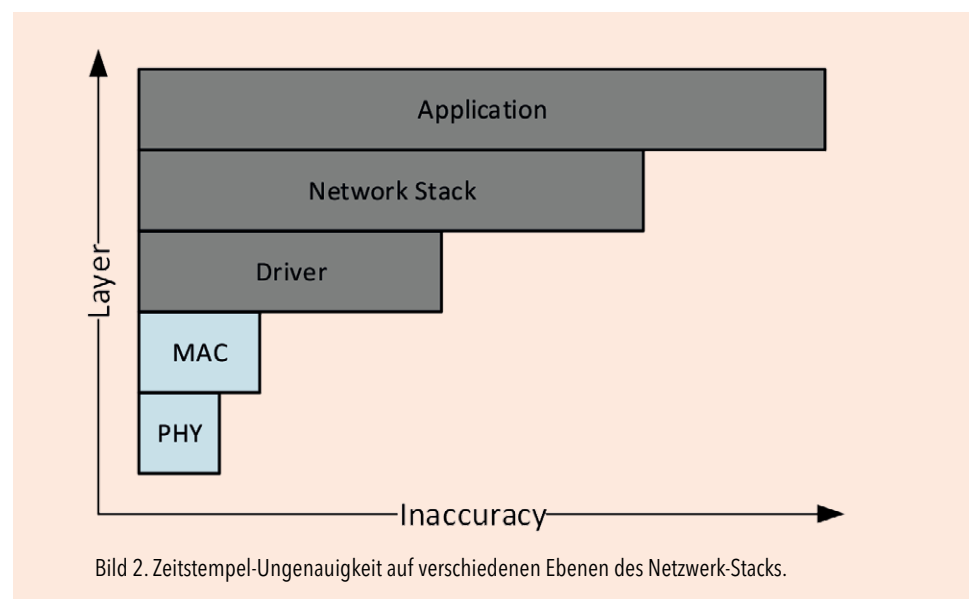 Application
Network Stack
Driver
MAC
PHY
Layer
Inaccuracy
Bild 2. Zeitstempel-Ungenauigkeit auf verschiedenen Ebenen des Netzwerk-Stacks.